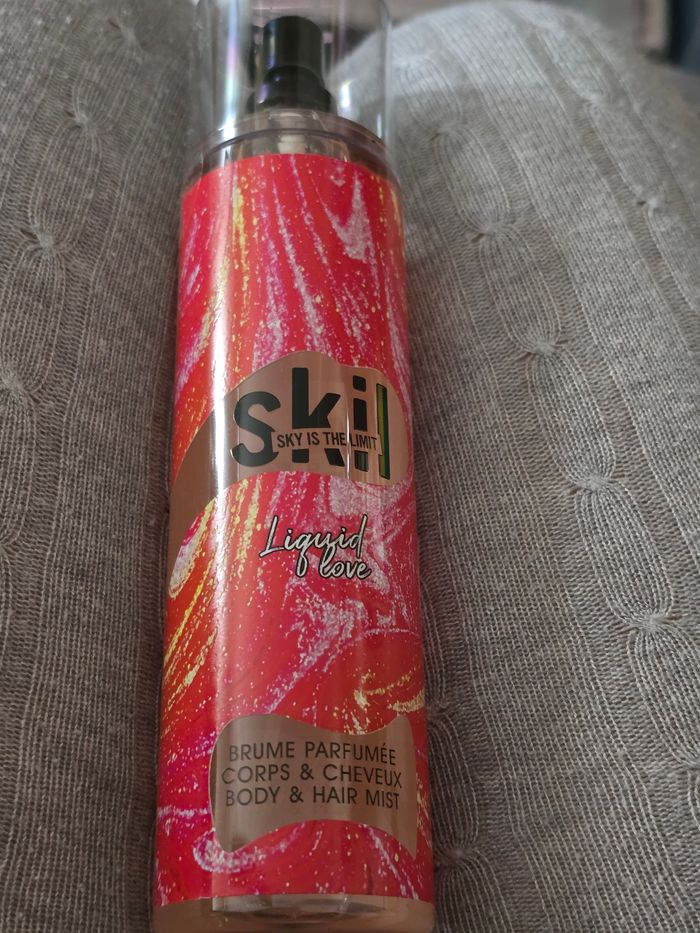 skil
SKY IS THE LIMIT
Liquid
love
BRUME PARFUMÉE
CORPS & CHEVEUX
BODY & HAIR MIST